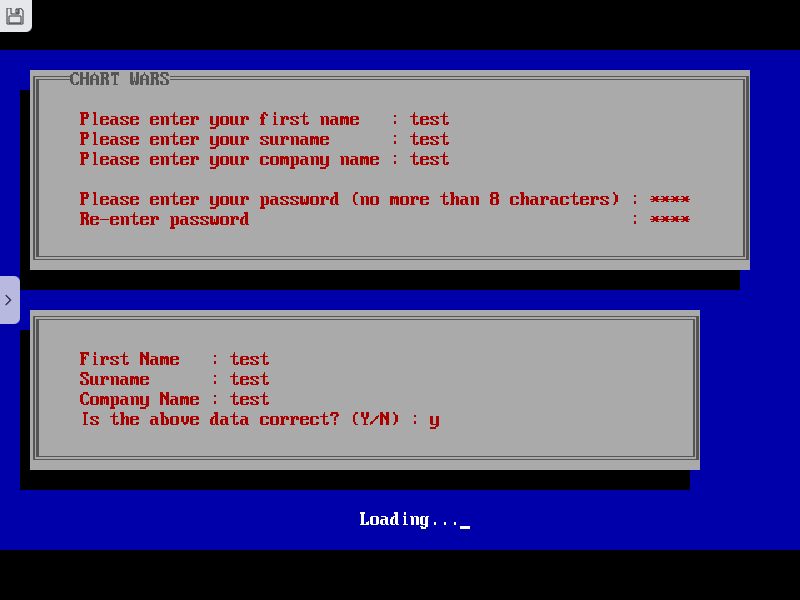 CHART WARS
Please enter your first name : test
Please enter your surname : test
Please enter your company name : test
Please enter your password (no more than 8 characters) : ****
Re-enter password : ****
First Name : test
Surname : test
Company Name : test
Is the above data correct? (Y/N) : y
Loading..._